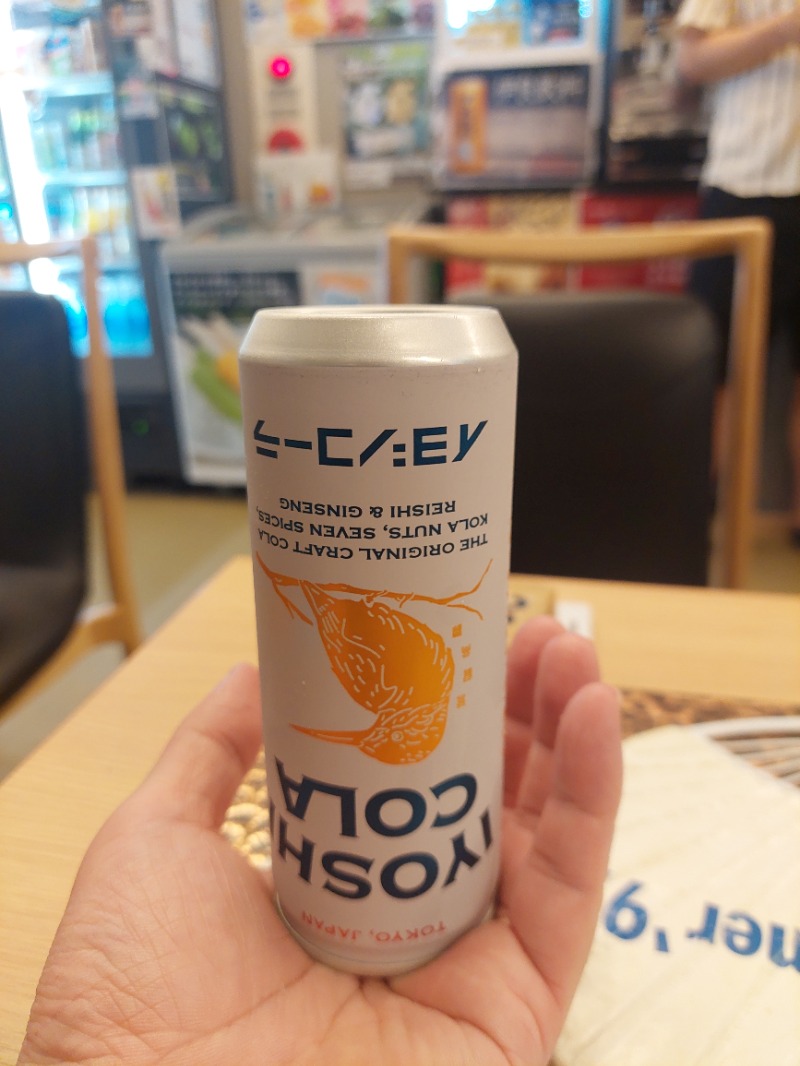 TOKYO, JAPAN
IYOSHI
COLA
THE ORIGINAL CRAFT COLA
KOLA NUTS, SEVEN SPICES,
REISHI & GINSENG
イヨシコーラ